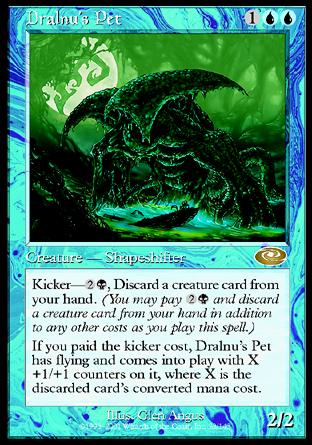 Dralnu's Pet 1
Creature — Shapeshifter
Kicker—2, Discard a creature card from
your hand. (You may pay 2 and discard
a creature card from your hand in addition
to any other costs as you play this spell.)
If you paid the kicker cost, Dralnu's Pet
has flying and comes into play with X
+1/+1 counters on it, where X is the
discarded card's converted mana cost.
Illus. Glen Angus
2/2